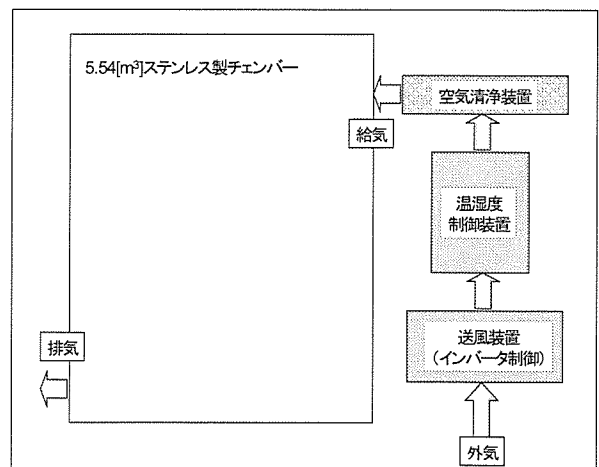 5.54[m³]ステンレス製チェンバー
空気清浄装置
給気
温湿度
制御装置
排気
送風装置
(インバータ制御)
外気